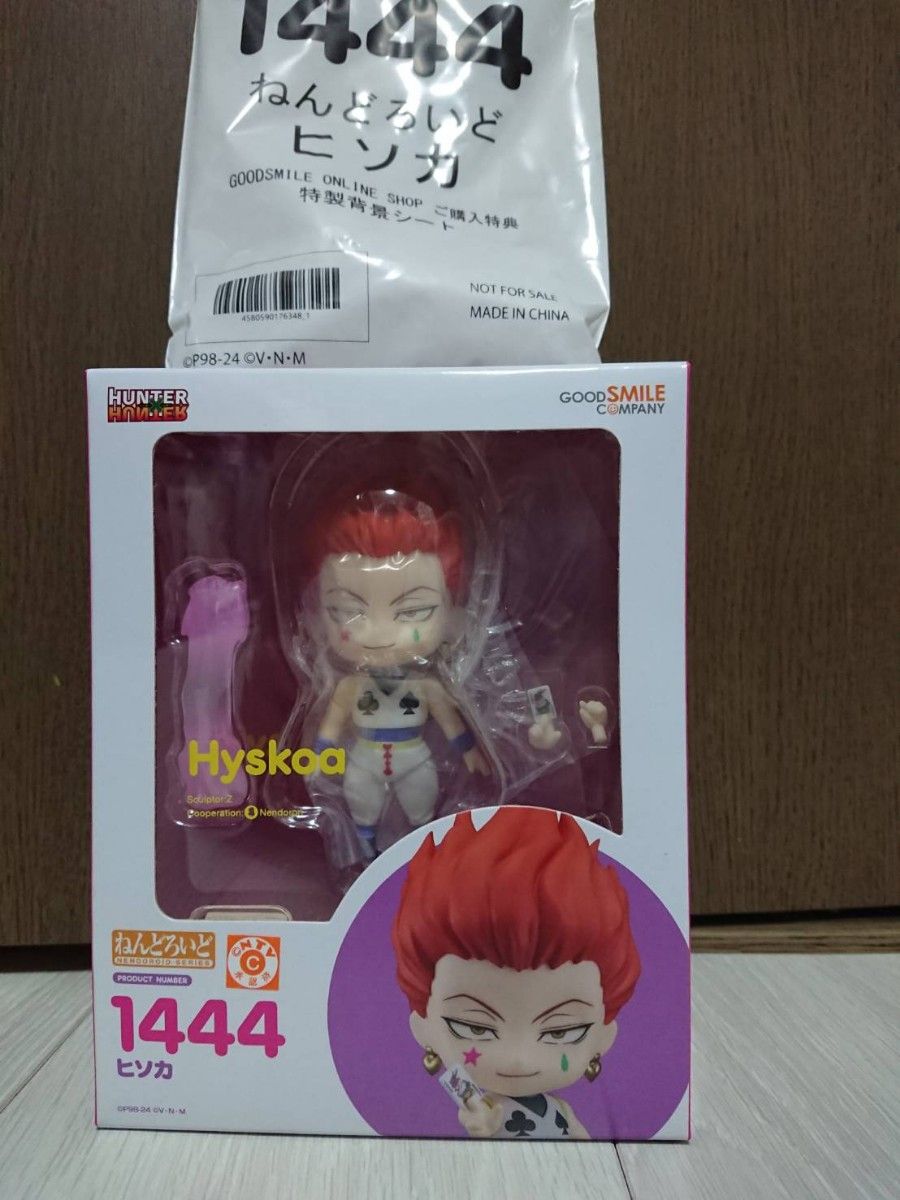 1444
ねんどろいど
ヒソカ
GOODSMILE ONLINE SHOP ご購入特典
特製背景シート
4580590176348_1
NOT FOR SALE
MADE IN CHINA
©P98-24 ©V・N・M
HUNTER
HUNTER
GOOD SMILE
COMPANY
Hyskoa
Sculptor:Z
Cooperation: Nendoron
ねんどろいど
NENDOROID SERIES
NTV
C
承認
PRODUCT NUMBER
1444
ヒソカ
©P98-24 ©V・N・M